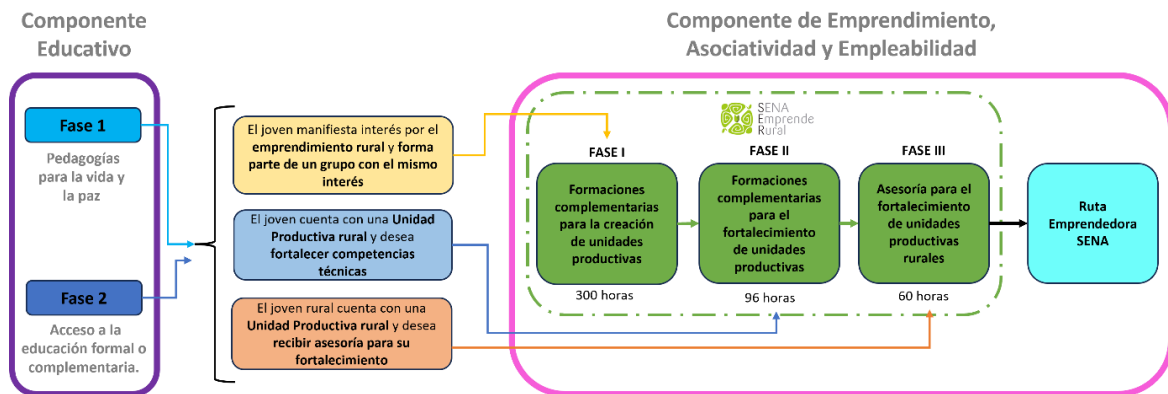 Componente
Educativo
Fase 1
Pedagogías
para la vida y
la paz
Fase 2
Acceso a la
educación formal o
complementaria.
El joven manifiesta interés por el
emprendimiento rural y forma
parte de un grupo con el mismo
interés
El joven cuenta con una Unidad
Productiva rural y desea
fortalecer competencias
técnicas
El joven rural cuenta con una
Unidad Productiva rural y desea
recibir asesoría para su
fortalecimiento
Componente de Emprendimiento,
Asociatividad y Empleabilidad
SENA
Emprende
Rural
FASE I
Formaciones
complementarias
para la creación de
unidades
productivas
300 horas
FASE II
Formaciones
complementarias
para el
fortalecimiento
de unidades
productivas
96 horas
FASE III
Asesoría para el
fortalecimiento
de unidades
productivas
rurales
60 horas
Ruta
Emprendedora
SENA